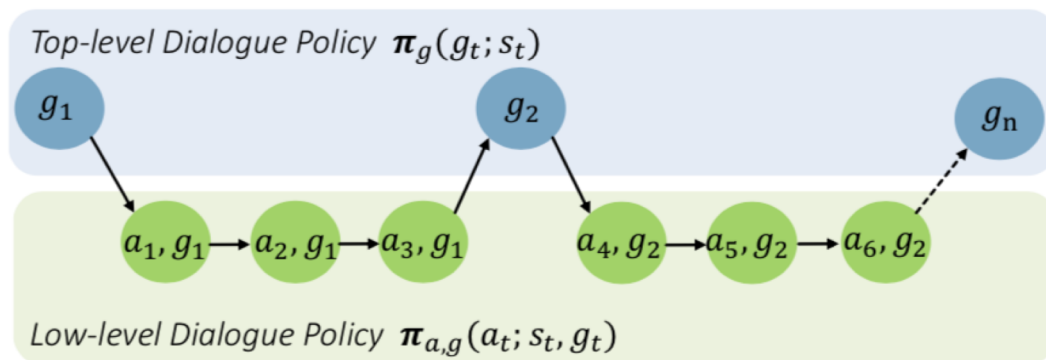 Top-level Dialogue Policy π_g(g_t; s_t)
g_1
g_2
g_n
a_1, g_1
a_2, g_1
a_3, g_1
a_4, g_2
a_5, g_2
a_6, g_2
Low-level Dialogue Policy π_{a,g}(a_t; s_t, g_t)